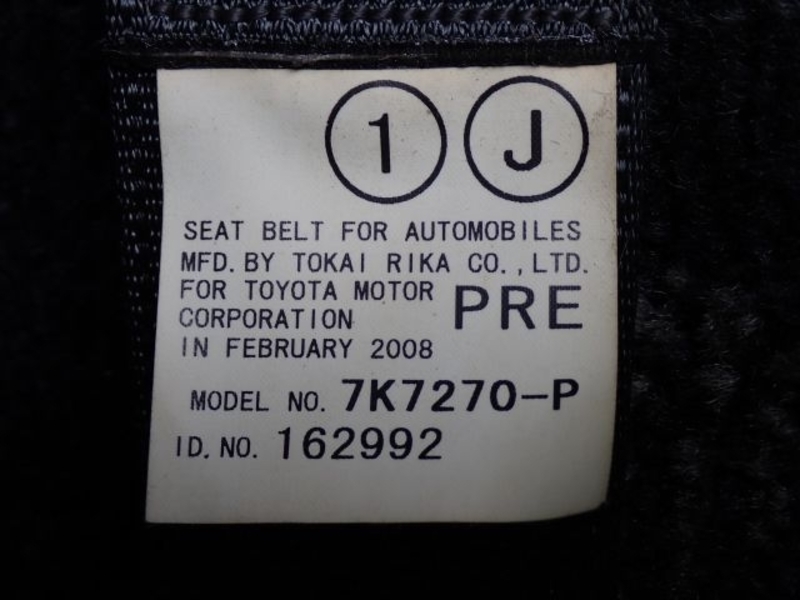 1 J
SEAT BELT FOR AUTOMOBILES
MFD. BY TOKAI RIKA CO.,LTD.
FOR TOYOTA MOTOR
CORPORATION PRE
IN FEBRUARY 2008
MODEL NO. 7K7270-P
ID. NO. 162992